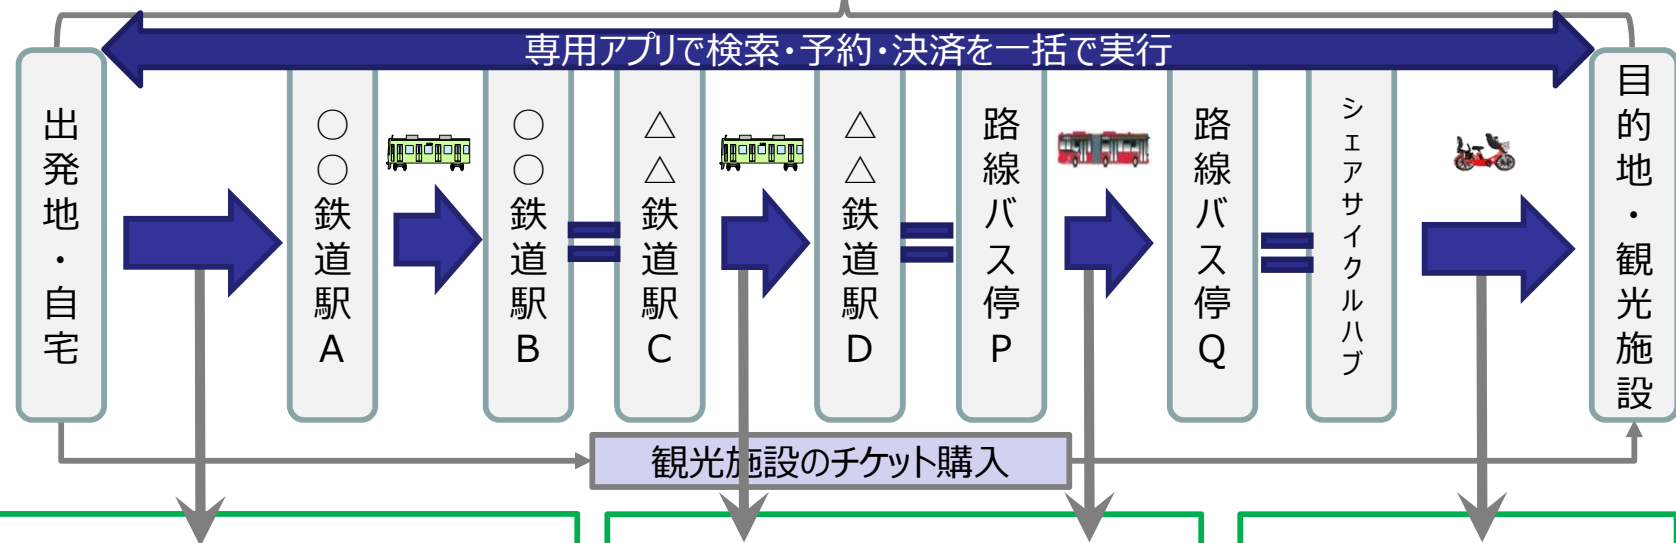 専用アプリで検索・予約・決済を一括で実行
出発地・自宅
○○鉄道駅A
○○鉄道駅B
△△鉄道駅C
△△鉄道駅D
路線バス停P
路線バス停Q
シェアサイクルハブ
目的地・観光施設
観光施設のチケット購入